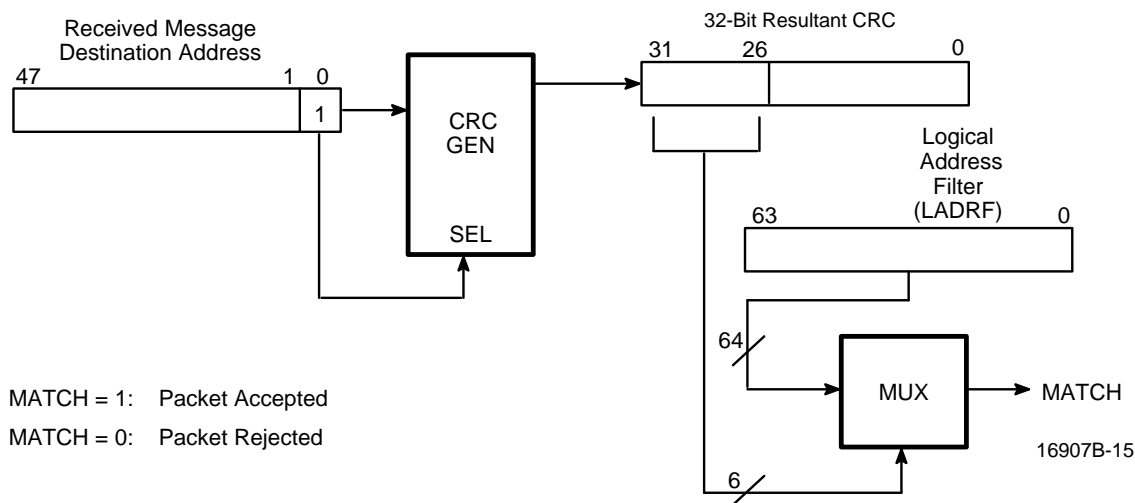 Received Message
Destination Address
47
1 0
1
CRC
GEN
SEL
32-Bit Resultant CRC
31
26
0
Logical
Address
Filter
(LADRF)
63
0
64
MUX
MATCH
6
MATCH = 1: Packet Accepted
MATCH = 0: Packet Rejected
16907B-15